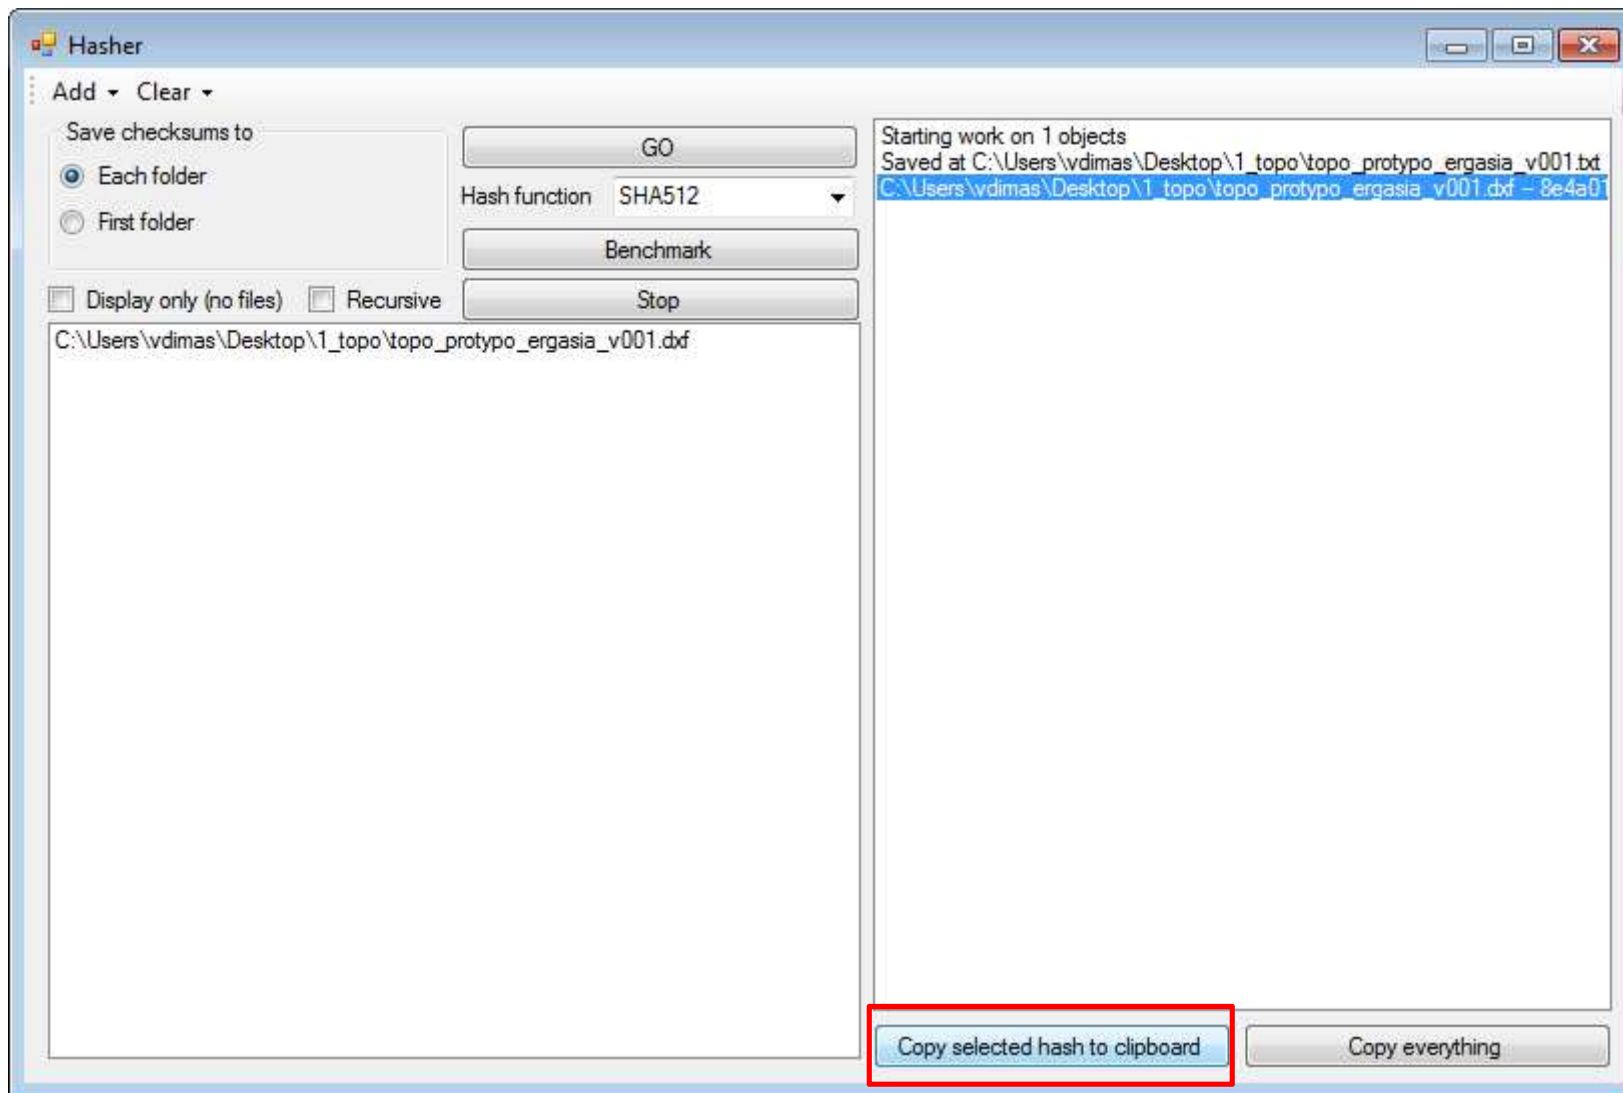 Hasher
Add Clear
Save checksums to
Each folder
First folder
GO
Hash function SHA512
Benchmark
Display only (no files) Recursive Stop
C:\Users\vdimas\Desktop\1_topo\topo_protypo_ergasia_v001.dxf
Starting work on 1 objects
Saved at C:\Users\vdimas\Desktop\1_topo\topo_protypo_ergasia_v001.txt
C:\Users\vdimas\Desktop\1_topo\topo_protypo_ergasia_v001.dxf – 8e4a01
Copy selected hash to clipboard Copy everything